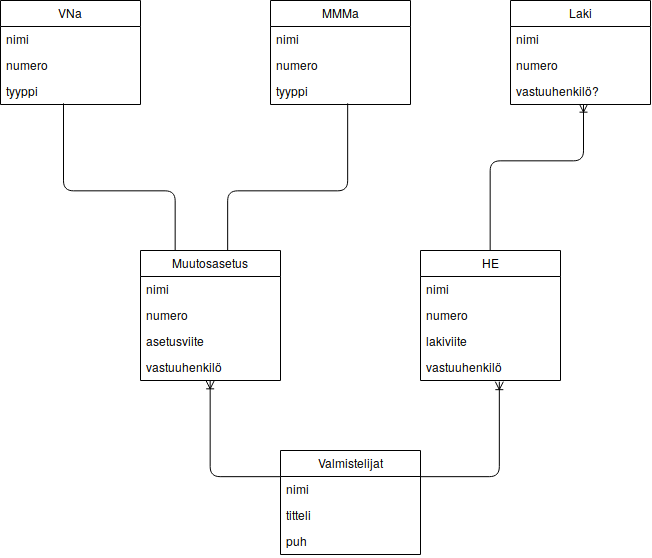 VNa
nimi
numero
tyyppi
MMMa
nimi
numero
tyyppi
Laki
nimi
numero
vastuuhenkilö?
Muutosasetus
nimi
numero
asetusviite
vastuuhenkilö
HE
nimi
numero
lakiviite
vastuuhenkilö
Valmistelijat
nimi
titteli
puh